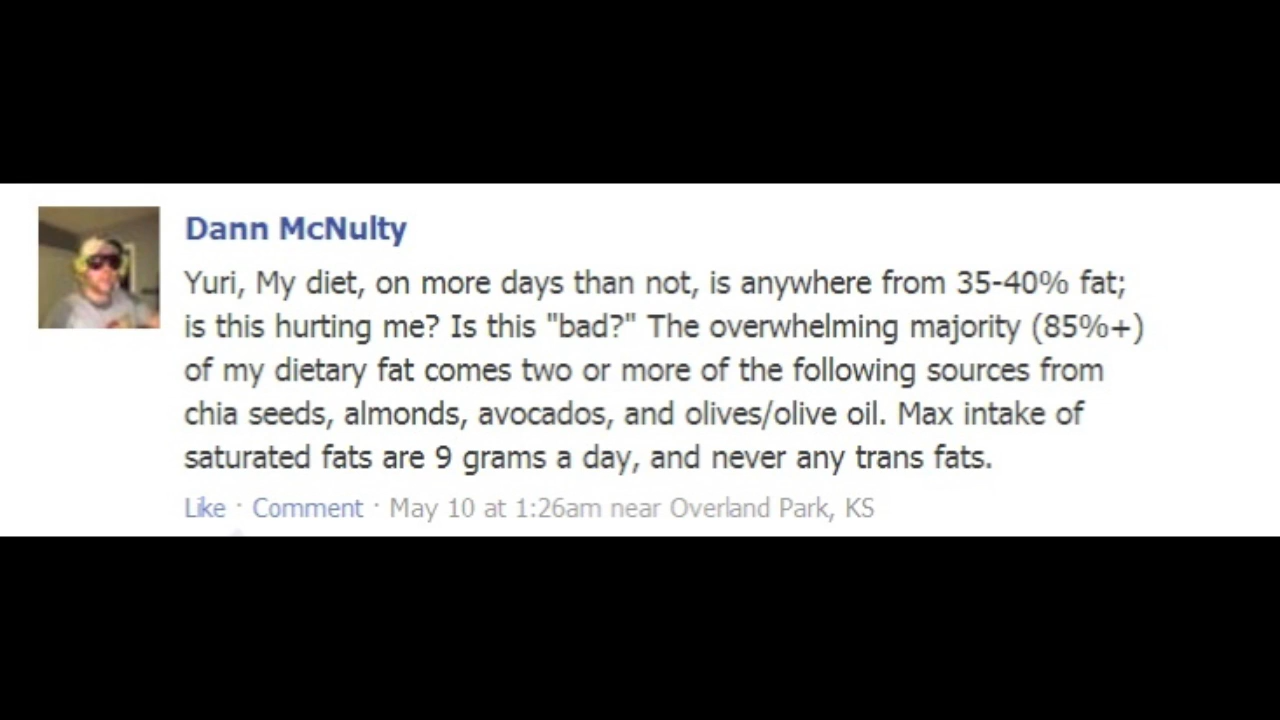 Dann McNulty
Yuri, My diet, on more days than not, is anywhere from 35-40% fat;
is this hurting me? Is this "bad?" The overwhelming majority (85%+)
of my dietary fat comes two or more of the following sources from
chia seeds, almonds, avocados, and olives/olive oil. Max intake of
saturated fats are 9 grams a day, and never any trans fats.
Like · Comment · May 10 at 1:26am near Overland Park, KS